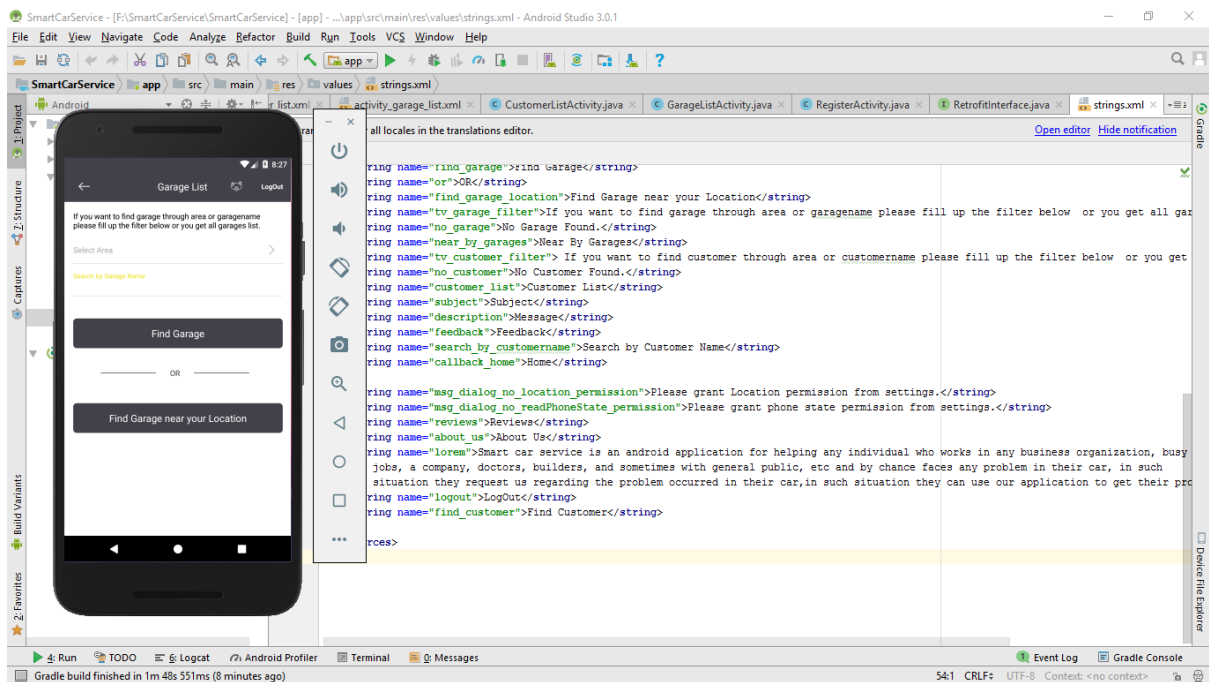 SmartCarService - [F:\SmartCarService\SmartCarService] - [app] - ...\app\src\main\res\values\strings.xml - Android Studio 3.0.1
File Edit View Navigate Code Analyze Refactor Build Run Tools VCS Window Help
app
SmartCarService app src main res values strings.xml
Android
r list.xml activity_garage_list.xml CustomerListActivity.java GarageListActivity.java RegisterActivity.java RetrofitInterface.java strings.xml
all locales in the translations editor. Open editor Hide notification
1: Project
7: Structure
Captures
Build Variants
2: Favorites
Gradle
Device File Explorer
8:27
Garage List LogOut
If you want to find garage through area or garagename
please fill up the filter below or you get all garages list.
Select Area
Search by Garage Name
Find Garage
OR
Find Garage near your Location
ring name="find_garage">Find Garage</string>
ring name="or">OR</string>
ring name="find_garage_location">Find Garage near your Location</string>
ring name="tv_garage_filter">If you want to find garage through area or garagename please fill up the filter below  or you get all gar
ring name="no_garage">No Garage Found.</string>
ring name="near_by_garages">Near By Garages</string>
ring name="tv_customer_filter"> If you want to find customer through area or customername please fill up the filter below  or you get
ring name="no_customer">No Customer Found.</string>
ring name="customer_list">Customer List</string>
ring name="subject">Subject</string>
ring name="description">Message</string>
ring name="feedback">Feedback</string>
ring name="search_by_customername">Search by Customer Name</string>
ring name="callback_home">Home</string>
ring name="msg_dialog_no_location_permission">Please grant Location permission from settings.</string>
ring name="msg_dialog_no_readPhoneState_permission">Please grant phone state permission from settings.</string>
ring name="reviews">Reviews</string>
ring name="about_us">About Us</string>
ring name="lorem">Smart car service is an android application for helping any individual who works in any business organization, busy
jobs, a company, doctors, builders, and sometimes with general public, etc and by chance faces any problem in their car, in such
situation they request us regarding the problem occurred in their car,in such situation they can use our application to get their pro
ring name="logout">LogOut</string>
ring name="find_customer">Find Customer</string>
rces>
4: Run TODO 6: Logcat Android Profiler Terminal 0: Messages 1 Event Log Gradle Console
Gradle build finished in 1m 48s 551ms (8 minutes ago) 54:1 CRLF UTF-8 Context: <no context>